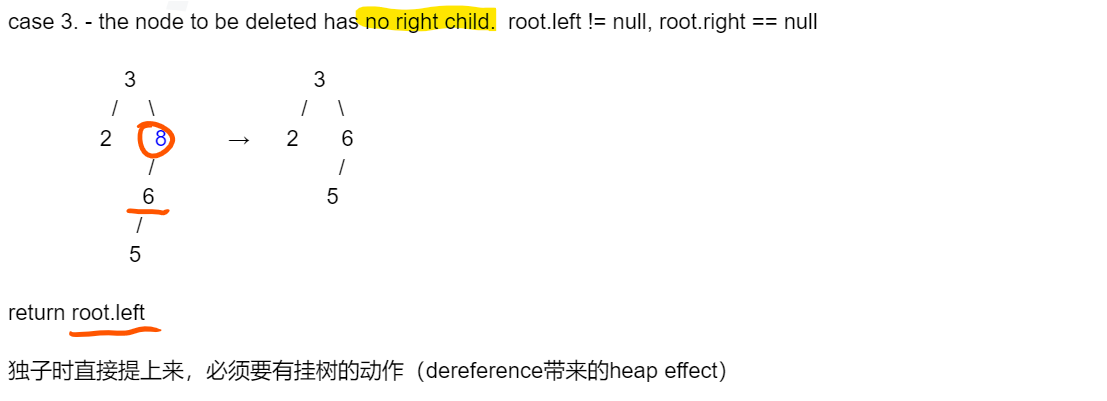 case 3. - the node to be deleted has no right child.  root.left != null, root.right == null
3 3
/ \ / \
2 8 → 2 6
/ /
6 5
/
5
return root.left
独子时直接提上来，必须要有挂树的动作（dereference带来的heap effect）